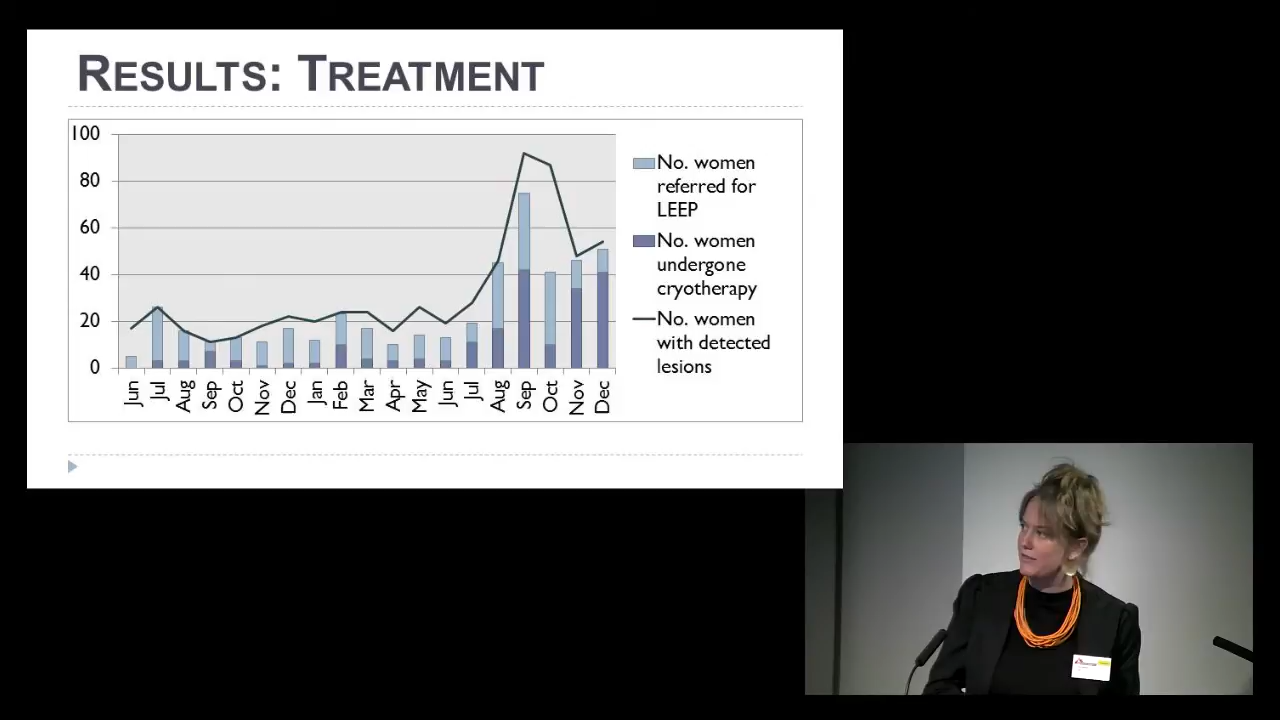 RESULTS: TREATMENT
100
80
60
40
20
0
Jun
Jul
Aug
Sep
Oct
Nov
Dec
Jan
Feb
Mar
Apr
May
Jun
Jul
Aug
Sep
Oct
Nov
Dec
No. women
referred for
LEEP
No. women
undergone
cryotherapy
No. women
with detected
lesions